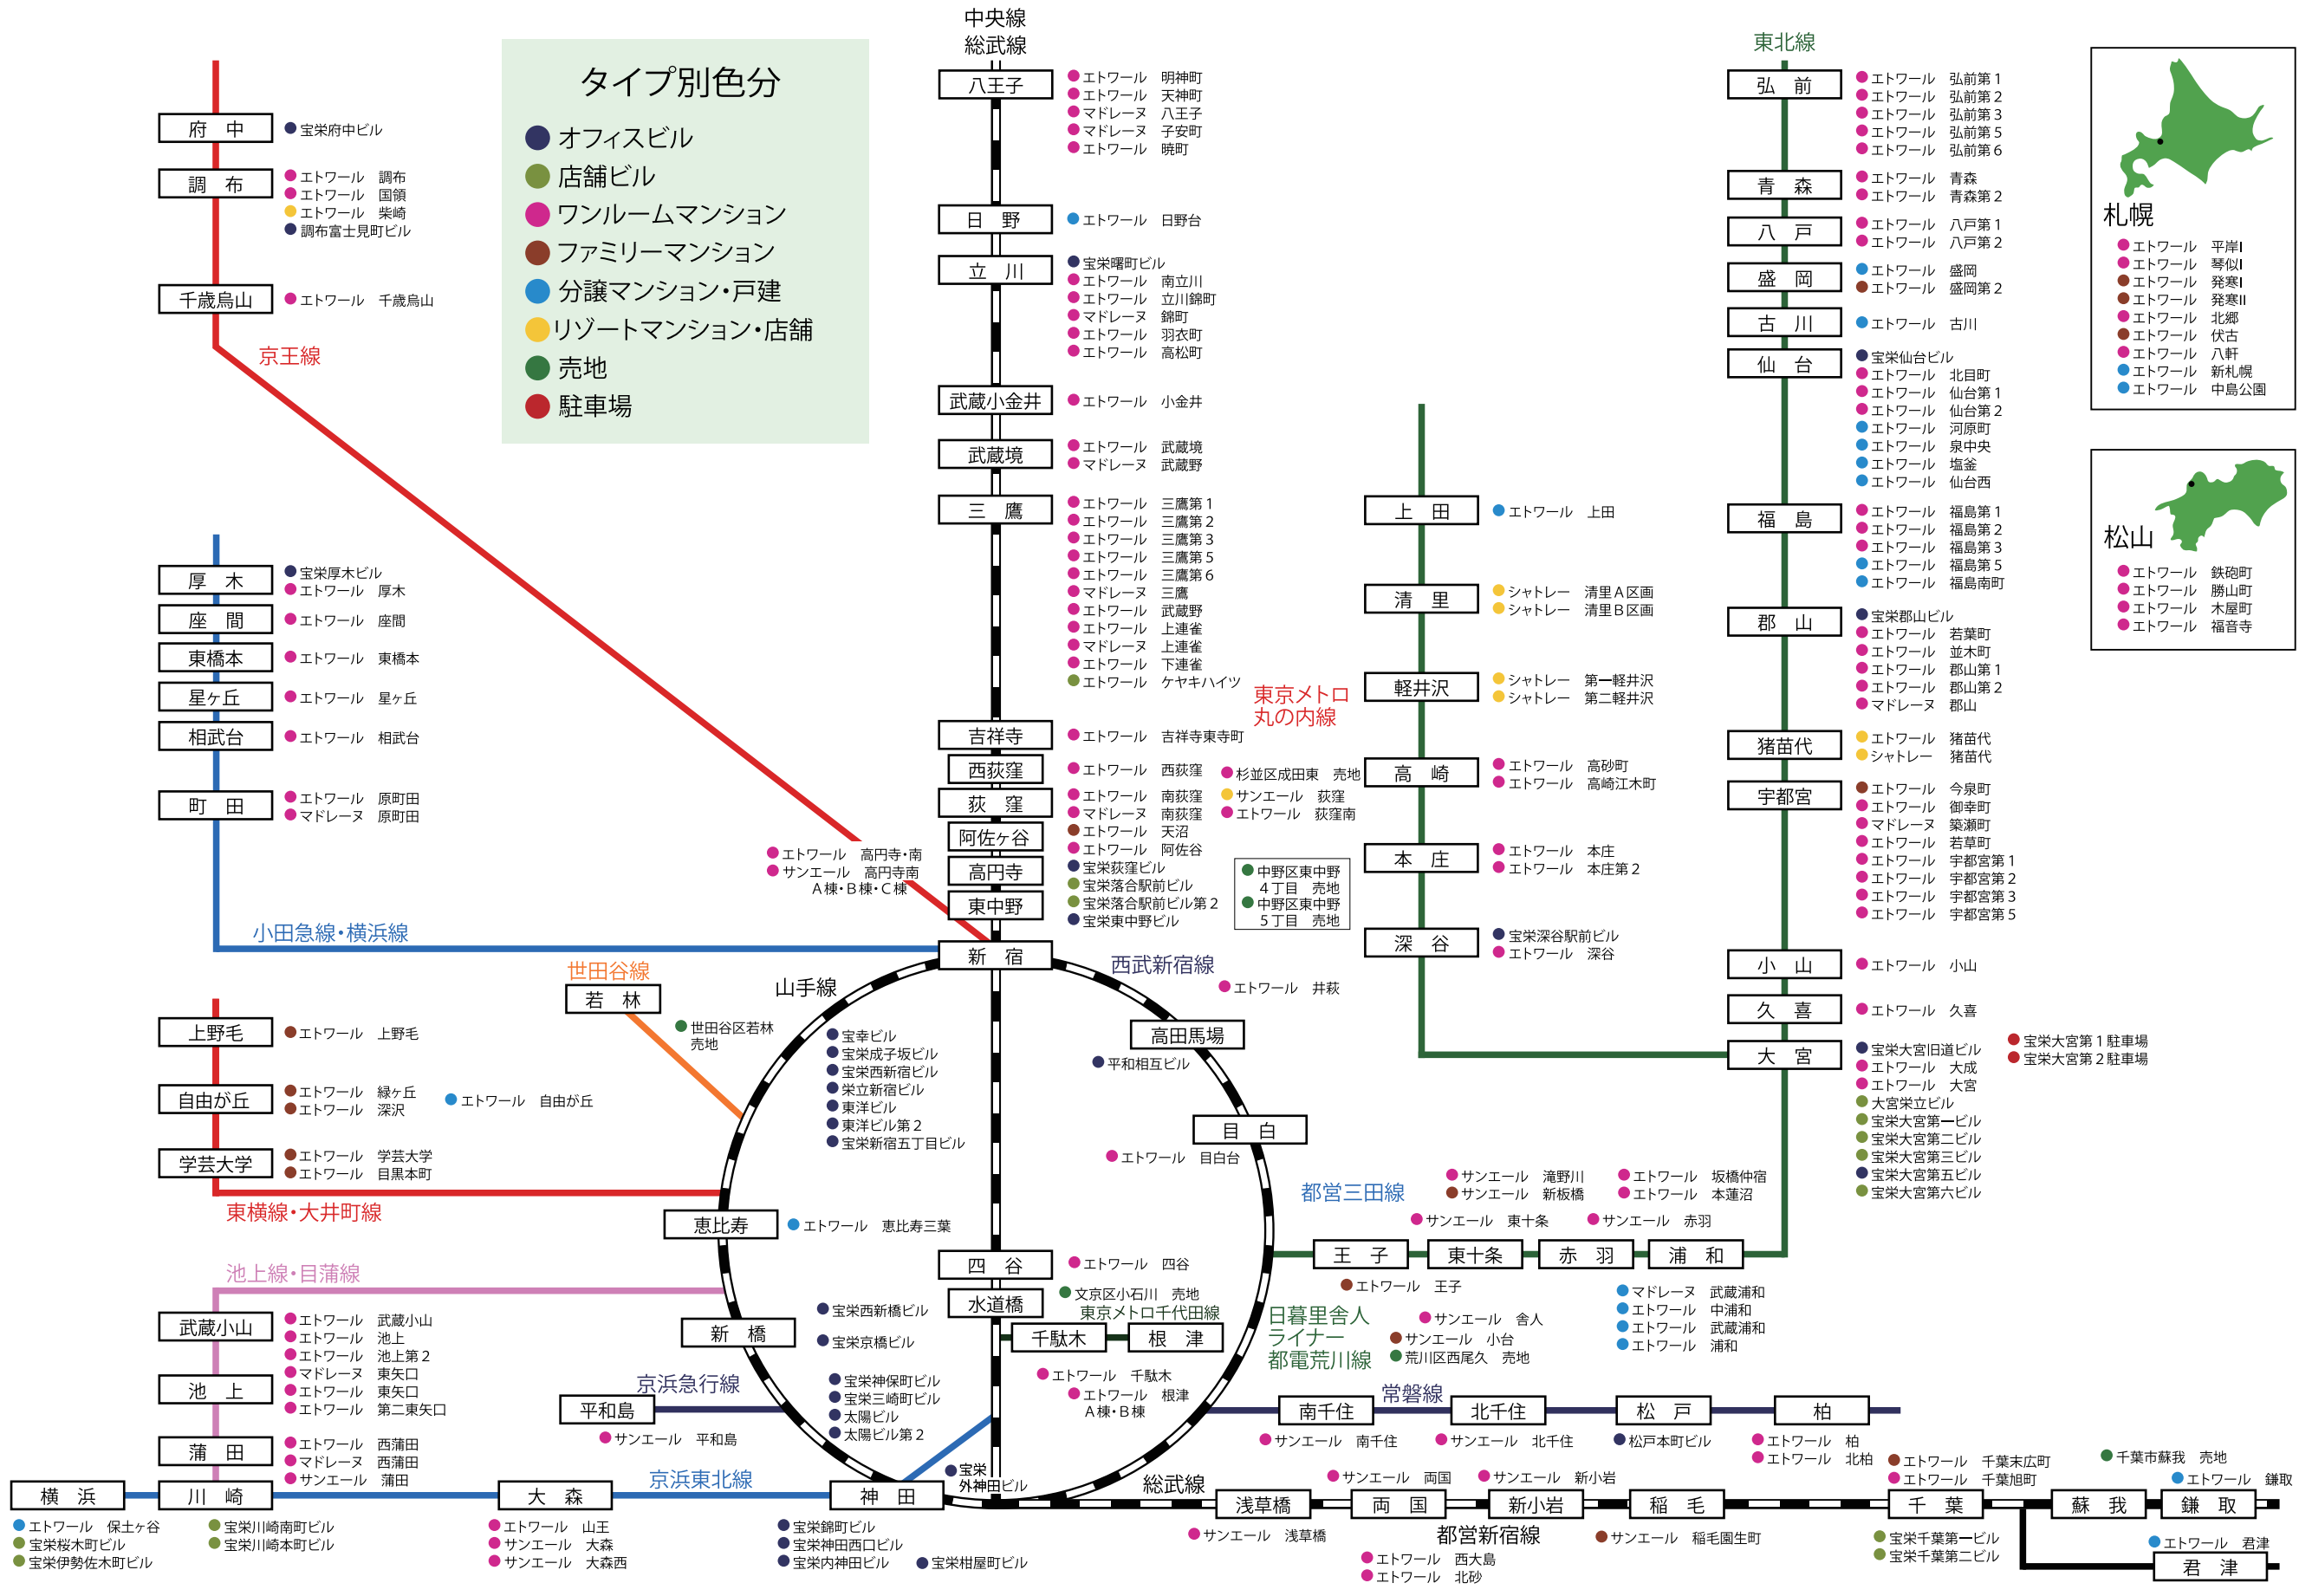 タイプ別色分
オフィスビル
店舗ビル
ワンルームマンション
ファミリーマンション
分譲マンション・戸建
リゾートマンション・店舗
売地
駐車場
府　中
宝栄府中ビル
調　布
エトワール　調布
エトワール　国領
エトワール　柴崎
調布富士見町ビル
千歳烏山
エトワール　千歳烏山
京王線
厚　木
宝栄厚木ビル
エトワール　厚木
座　間
エトワール　座間
東橋本
エトワール　東橋本
星ヶ丘
エトワール　星ヶ丘
相武台
エトワール　相武台
町　田
エトワール　原町田
マドレーヌ　原町田
小田急線・横浜線
上野毛
エトワール　上野毛
自由が丘
エトワール　緑ヶ丘
エトワール　深沢
エトワール　自由が丘
学芸大学
エトワール　学芸大学
エトワール　目黒本町
東横線・大井町線
池上線・目蒲線
武蔵小山
エトワール　武蔵小山
エトワール　池上
エトワール　池上第2
マドレーヌ　東矢口
エトワール　東矢口
エトワール　第二東矢口
池　上
蒲　田
エトワール　西蒲田
マドレーヌ　西蒲田
サンエール　蒲田
横　浜
エトワール　保土ヶ谷
宝栄桜木町ビル
宝栄伊勢佐木町ビル
川　崎
宝栄川崎南町ビル
宝栄川崎本町ビル
大　森
エトワール　山王
サンエール　大森
サンエール　大森西
京浜東北線
京浜急行線
平和島
サンエール　平和島
世田谷線
若　林
世田谷区若林
売地
山手線
中央線
総武線
八王子
エトワール　明神町
エトワール　天神町
マドレーヌ　八王子
マドレーヌ　子安町
エトワール　暁町
日　野
エトワール　日野台
立　川
宝栄曙町ビル
エトワール　南立川
エトワール　立川錦町
マドレーヌ　錦町
エトワール　羽衣町
エトワール　高松町
武蔵小金井
エトワール　小金井
武蔵境
エトワール　武蔵境
マドレーヌ　武蔵野
三　鷹
エトワール　三鷹第1
エトワール　三鷹第2
エトワール　三鷹第3
エトワール　三鷹第5
エトワール　三鷹第6
マドレーヌ　三鷹
エトワール　武蔵野
エトワール　上連雀
マドレーヌ　上連雀
エトワール　下連雀
エトワール　ケヤキハイツ
東京メトロ
丸の内線
吉祥寺
エトワール　吉祥寺東寺町
西荻窪
エトワール　西荻窪
杉並区成田東　売地
荻　窪
エトワール　南荻窪
マドレーヌ　南荻窪
サンエール　荻窪
エトワール　荻窪南
阿佐ヶ谷
エトワール　天沼
エトワール　阿佐谷
高円寺
宝栄荻窪ビル
宝栄落合駅前ビル
宝栄落合駅前ビル第2
宝栄東中野ビル
エトワール　高円寺・南
サンエール　高円寺南
A棟・B棟・C棟
中野区東中野
4丁目　売地
中野区東中野
5丁目　売地
東中野
新　宿
西武新宿線
エトワール　井萩
高田馬場
平和相互ビル
目　白
エトワール　目白台
宝幸ビル
宝栄成子坂ビル
宝栄西新宿ビル
栄立新宿ビル
東洋ビル
東洋ビル第2
宝栄新宿五丁目ビル
恵比寿
エトワール　恵比寿三葉
新　橋
宝栄西新橋ビル
宝栄京橋ビル
宝栄神保町ビル
宝栄三崎町ビル
太陽ビル
太陽ビル第2
四　谷
エトワール　四谷
水道橋
文京区小石川　売地
東京メトロ千代田線
千駄木
根　津
エトワール　千駄木
エトワール　根津
A棟・B棟
神　田
宝栄
外神田ビル
宝栄錦町ビル
宝栄神田西口ビル
宝栄内神田ビル
宝栄紺屋町ビル
総武線
浅草橋
サンエール　浅草橋
両　国
サンエール　両国
新小岩
サンエール　新小岩
都営新宿線
エトワール　西大島
エトワール　北砂
稲　毛
サンエール　稲毛園生町
千　葉
エトワール　千葉末広町
エトワール　千葉旭町
宝栄千葉第一ビル
宝栄千葉第二ビル
蘇　我
千葉市蘇我　売地
鎌　取
エトワール　鎌取
君　津
エトワール　君津
常磐線
南千住
サンエール　南千住
北千住
サンエール　北千住
松　戸
松戸本町ビル
柏
エトワール　柏
エトワール　北柏
日暮里舎人
ライナー
都電荒川線
サンエール　舎人
サンエール　小台
荒川区西尾久　売地
都営三田線
サンエール　滝野川
サンエール　新板橋
エトワール　坂橋仲宿
エトワール　本蓮沼
王　子
エトワール　王子
東十条
サンエール　東十条
赤　羽
サンエール　赤羽
浦　和
マドレーヌ　武蔵浦和
エトワール　中浦和
エトワール　武蔵浦和
エトワール　浦和
上　田
エトワール　上田
清　里
シャトレー　清里A区画
シャトレー　清里B区画
軽井沢
シャトレー　第一軽井沢
シャトレー　第二軽井沢
高　崎
エトワール　高砂町
エトワール　高崎江木町
本　庄
エトワール　本庄
エトワール　本庄第2
深　谷
宝栄深谷駅前ビル
エトワール　深谷
東北線
弘　前
エトワール　弘前第1
エトワール　弘前第2
エトワール　弘前第3
エトワール　弘前第5
エトワール　弘前第6
青　森
エトワール　青森
エトワール　青森第2
八　戸
エトワール　八戸第1
エトワール　八戸第2
盛　岡
エトワール　盛岡
エトワール　盛岡第2
古　川
エトワール　古川
仙　台
宝栄仙台ビル
エトワール　北目町
エトワール　仙台第1
エトワール　仙台第2
エトワール　河原町
エトワール　泉中央
エトワール　塩釜
エトワール　仙台西
福　島
エトワール　福島第1
エトワール　福島第2
エトワール　福島第3
エトワール　福島第5
エトワール　福島南町
郡　山
宝栄郡山ビル
エトワール　若葉町
エトワール　並木町
エトワール　郡山第1
エトワール　郡山第2
マドレーヌ　郡山
猪苗代
エトワール　猪苗代
シャトレー　猪苗代
宇都宮
エトワール　今泉町
エトワール　御幸町
マドレーヌ　築瀬町
エトワール　若草町
エトワール　宇都宮第1
エトワール　宇都宮第2
エトワール　宇都宮第3
エトワール　宇都宮第5
小　山
エトワール　小山
久　喜
エトワール　久喜
大　宮
宝栄大宮旧道ビル
エトワール　大成
エトワール　大宮
大宮栄立ビル
宝栄大宮第一ビル
宝栄大宮第二ビル
宝栄大宮第三ビル
宝栄大宮第五ビル
宝栄大宮第六ビル
宝栄大宮第1駐車場
宝栄大宮第2駐車場
札幌
エトワール　平岸I
エトワール　琴似I
エトワール　発寒I
エトワール　発寒II
エトワール　北郷
エトワール　伏古
エトワール　八軒
エトワール　新札幌
エトワール　中島公園
松山
エトワール　鉄砲町
エトワール　勝山町
エトワール　木屋町
エトワール　福音寺